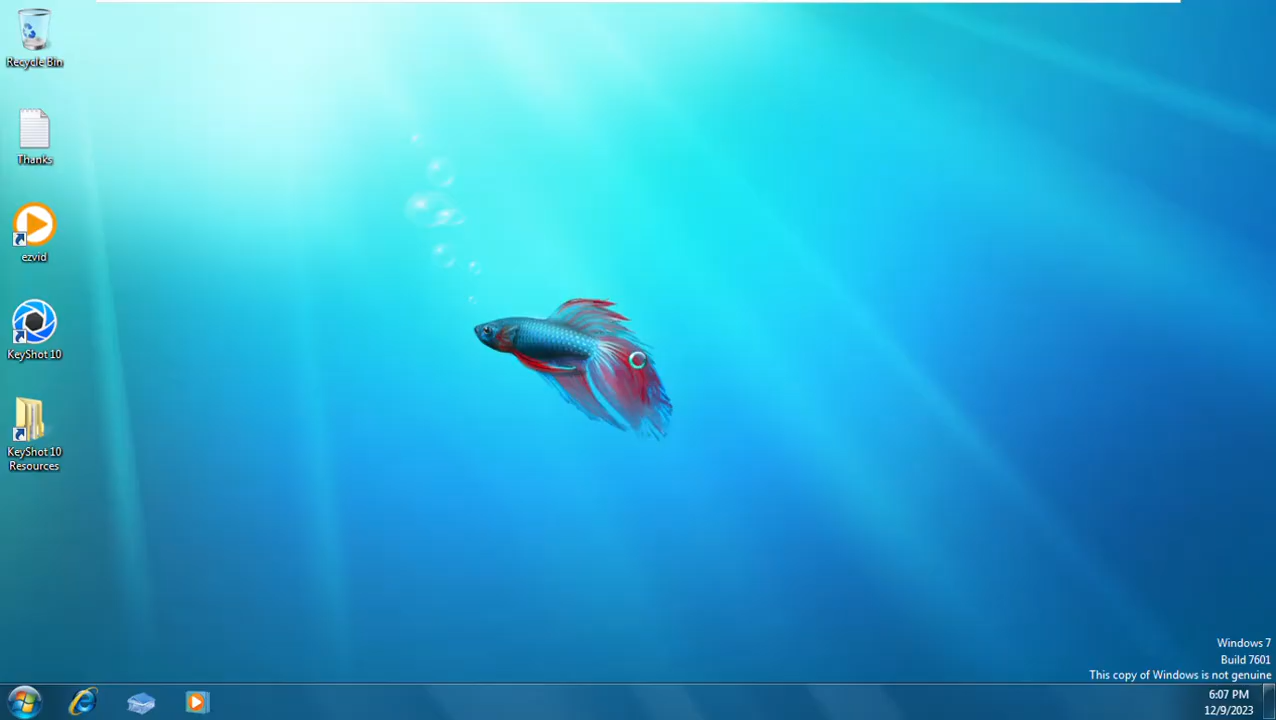 Recycle Bin
Thanks
ezvid
KeyShot 10
KeyShot 10
Resources
Windows 7
Build 7601
This copy of Windows is not genuine
6:07 PM
12/9/2023